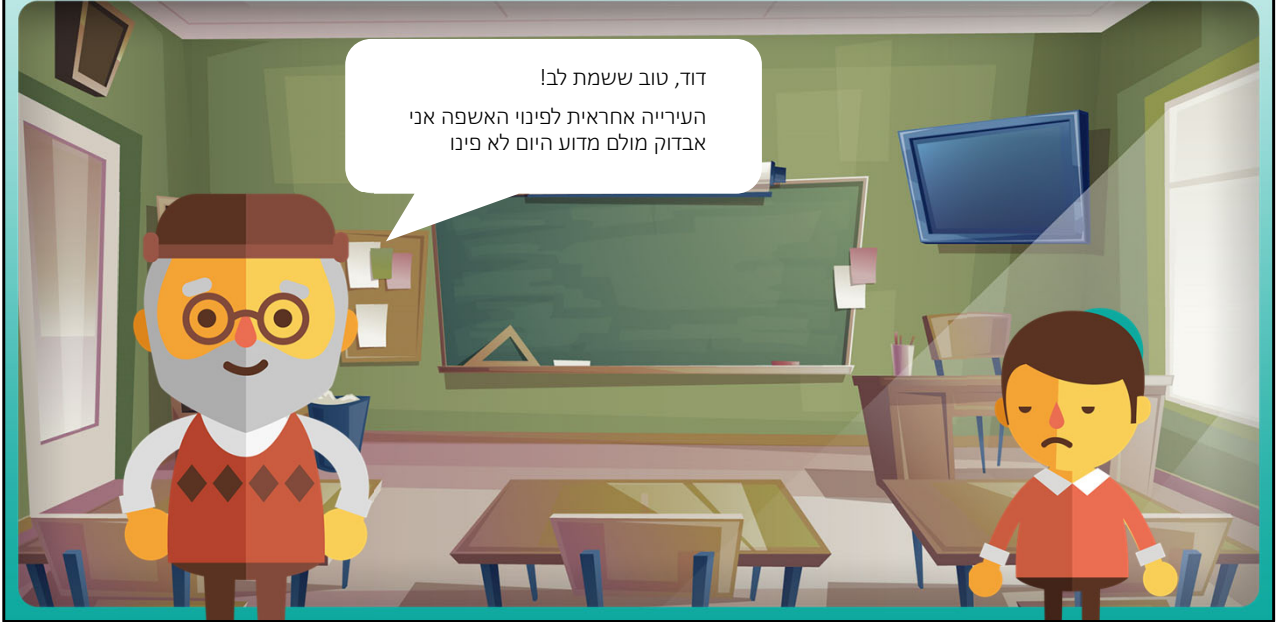 דוד, טוב ששמת לב!
העירייה אחראית לפינוי האשפה אני
אבדוק מולם מדוע היום לא פינו